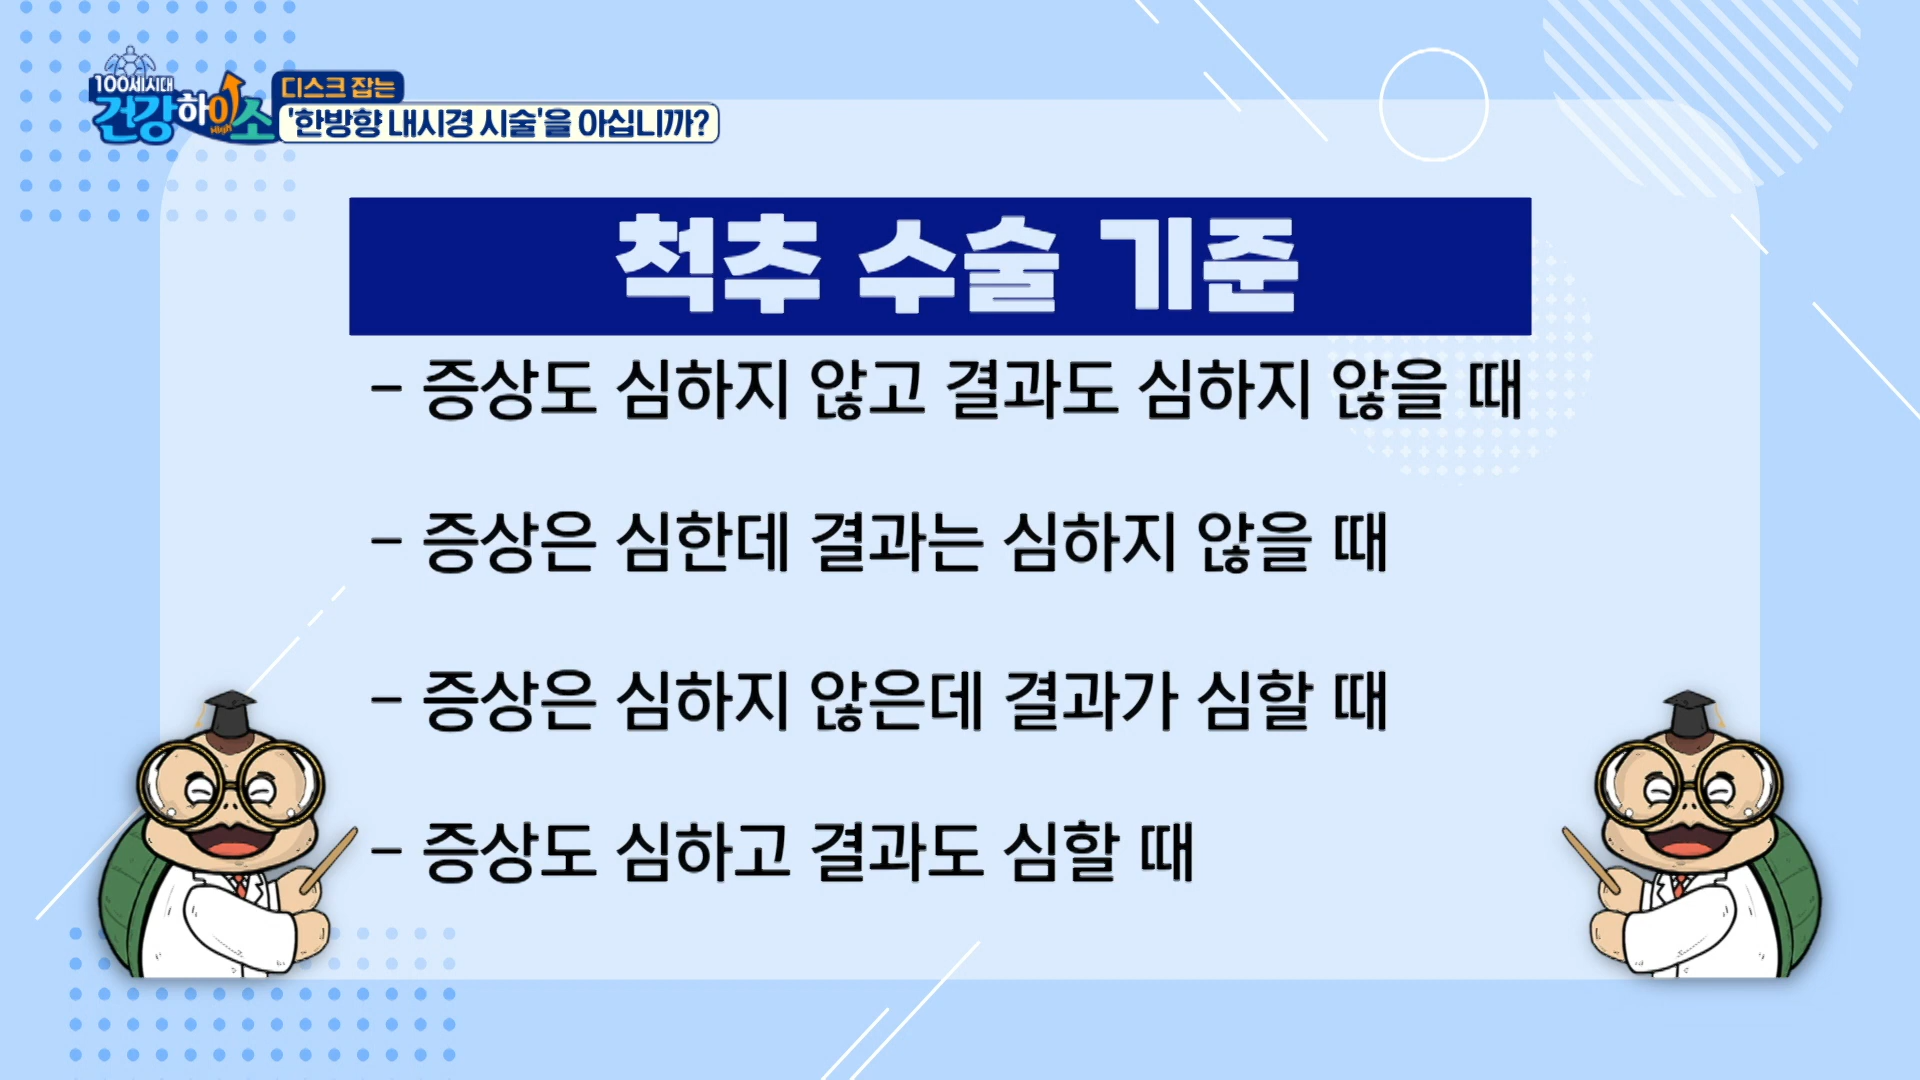 100세시대
건강하이소
High
디스크 잡는
'한방향 내시경 시술'을 아십니까?
척추 수술 기준
- 증상도 심하지 않고 결과도 심하지 않을 때
- 증상은 심한데 결과는 심하지 않을 때
- 증상은 심하지 않은데 결과가 심할 때
- 증상도 심하고 결과도 심할 때